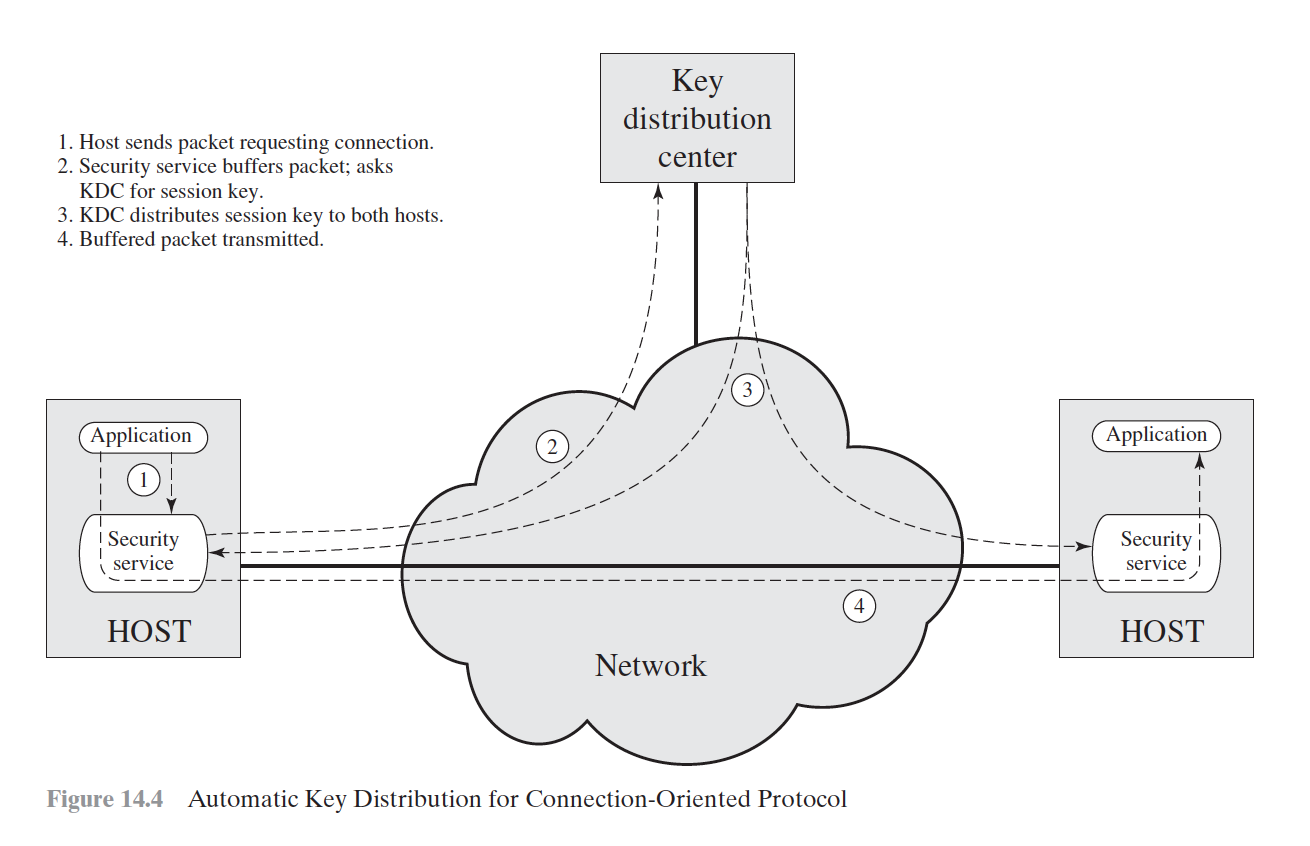 Key
distribution
center
1. Host sends packet requesting connection.
2. Security service buffers packet; asks
KDC for session key.
3. KDC distributes session key to both hosts.
4. Buffered packet transmitted.
3
2
Application
1
Security
service
HOST
Application
Security
service
HOST
4
Network
Figure 14.4 Automatic Key Distribution for Connection-Oriented Protocol